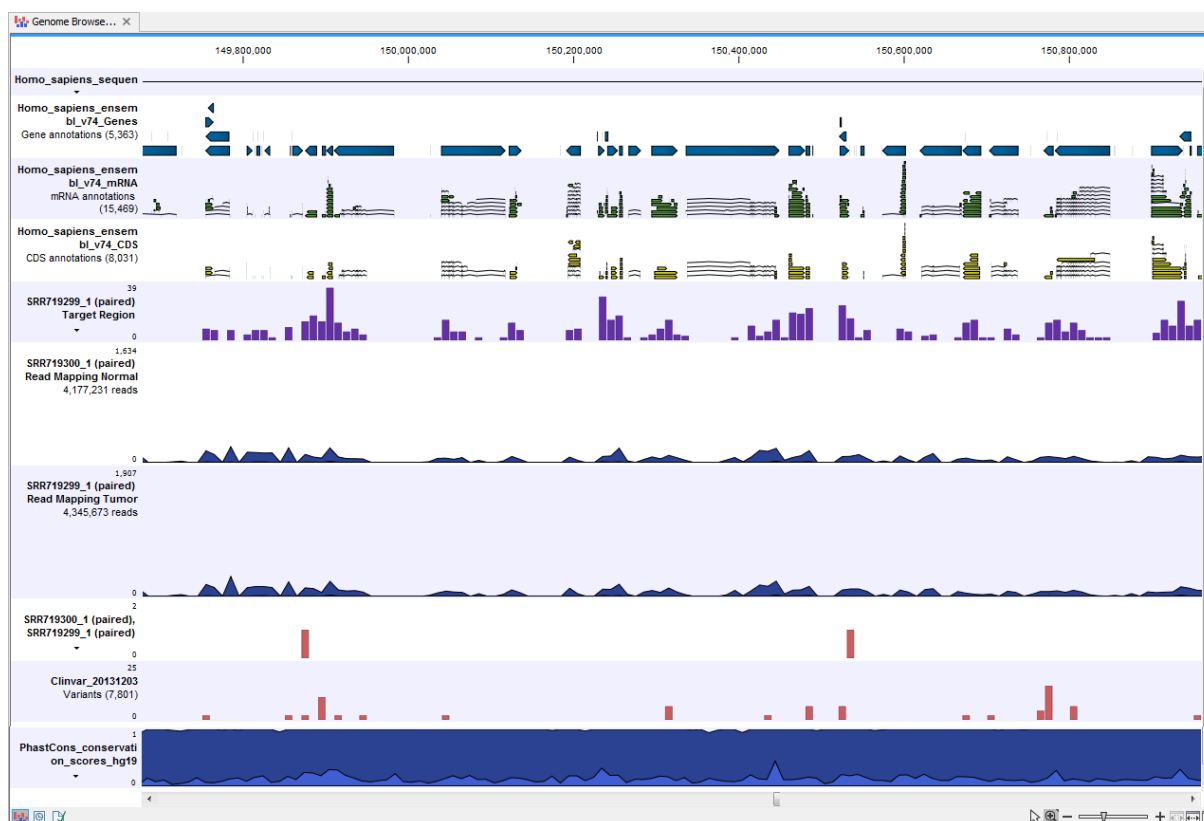 Genome Browse...
149,800,000 150,000,000 150,200,000 150,400,000 150,600,000 150,800,000
Homo_sapiens_sequen
Homo_sapiens_ensem
bl_v74_Genes
Gene annotations (5,363)
Homo_sapiens_ensem
bl_v74_mRNA
mRNA annotations
(15,469)
Homo_sapiens_ensem
bl_v74_CDS
CDS annotations (8,031)
39
SRR719299_1 (paired)
Target Region
0
1,634
SRR719300_1 (paired)
Read Mapping Normal
4,177,231 reads
0
1,907
SRR719299_1 (paired)
Read Mapping Tumor
4,345,673 reads
0
2
SRR719300_1 (paired),
SRR719299_1 (paired)
0
25
Clinvar_20131203
Variants (7,801)
0
1
PhastCons_conservati
on_scores_hg19
0